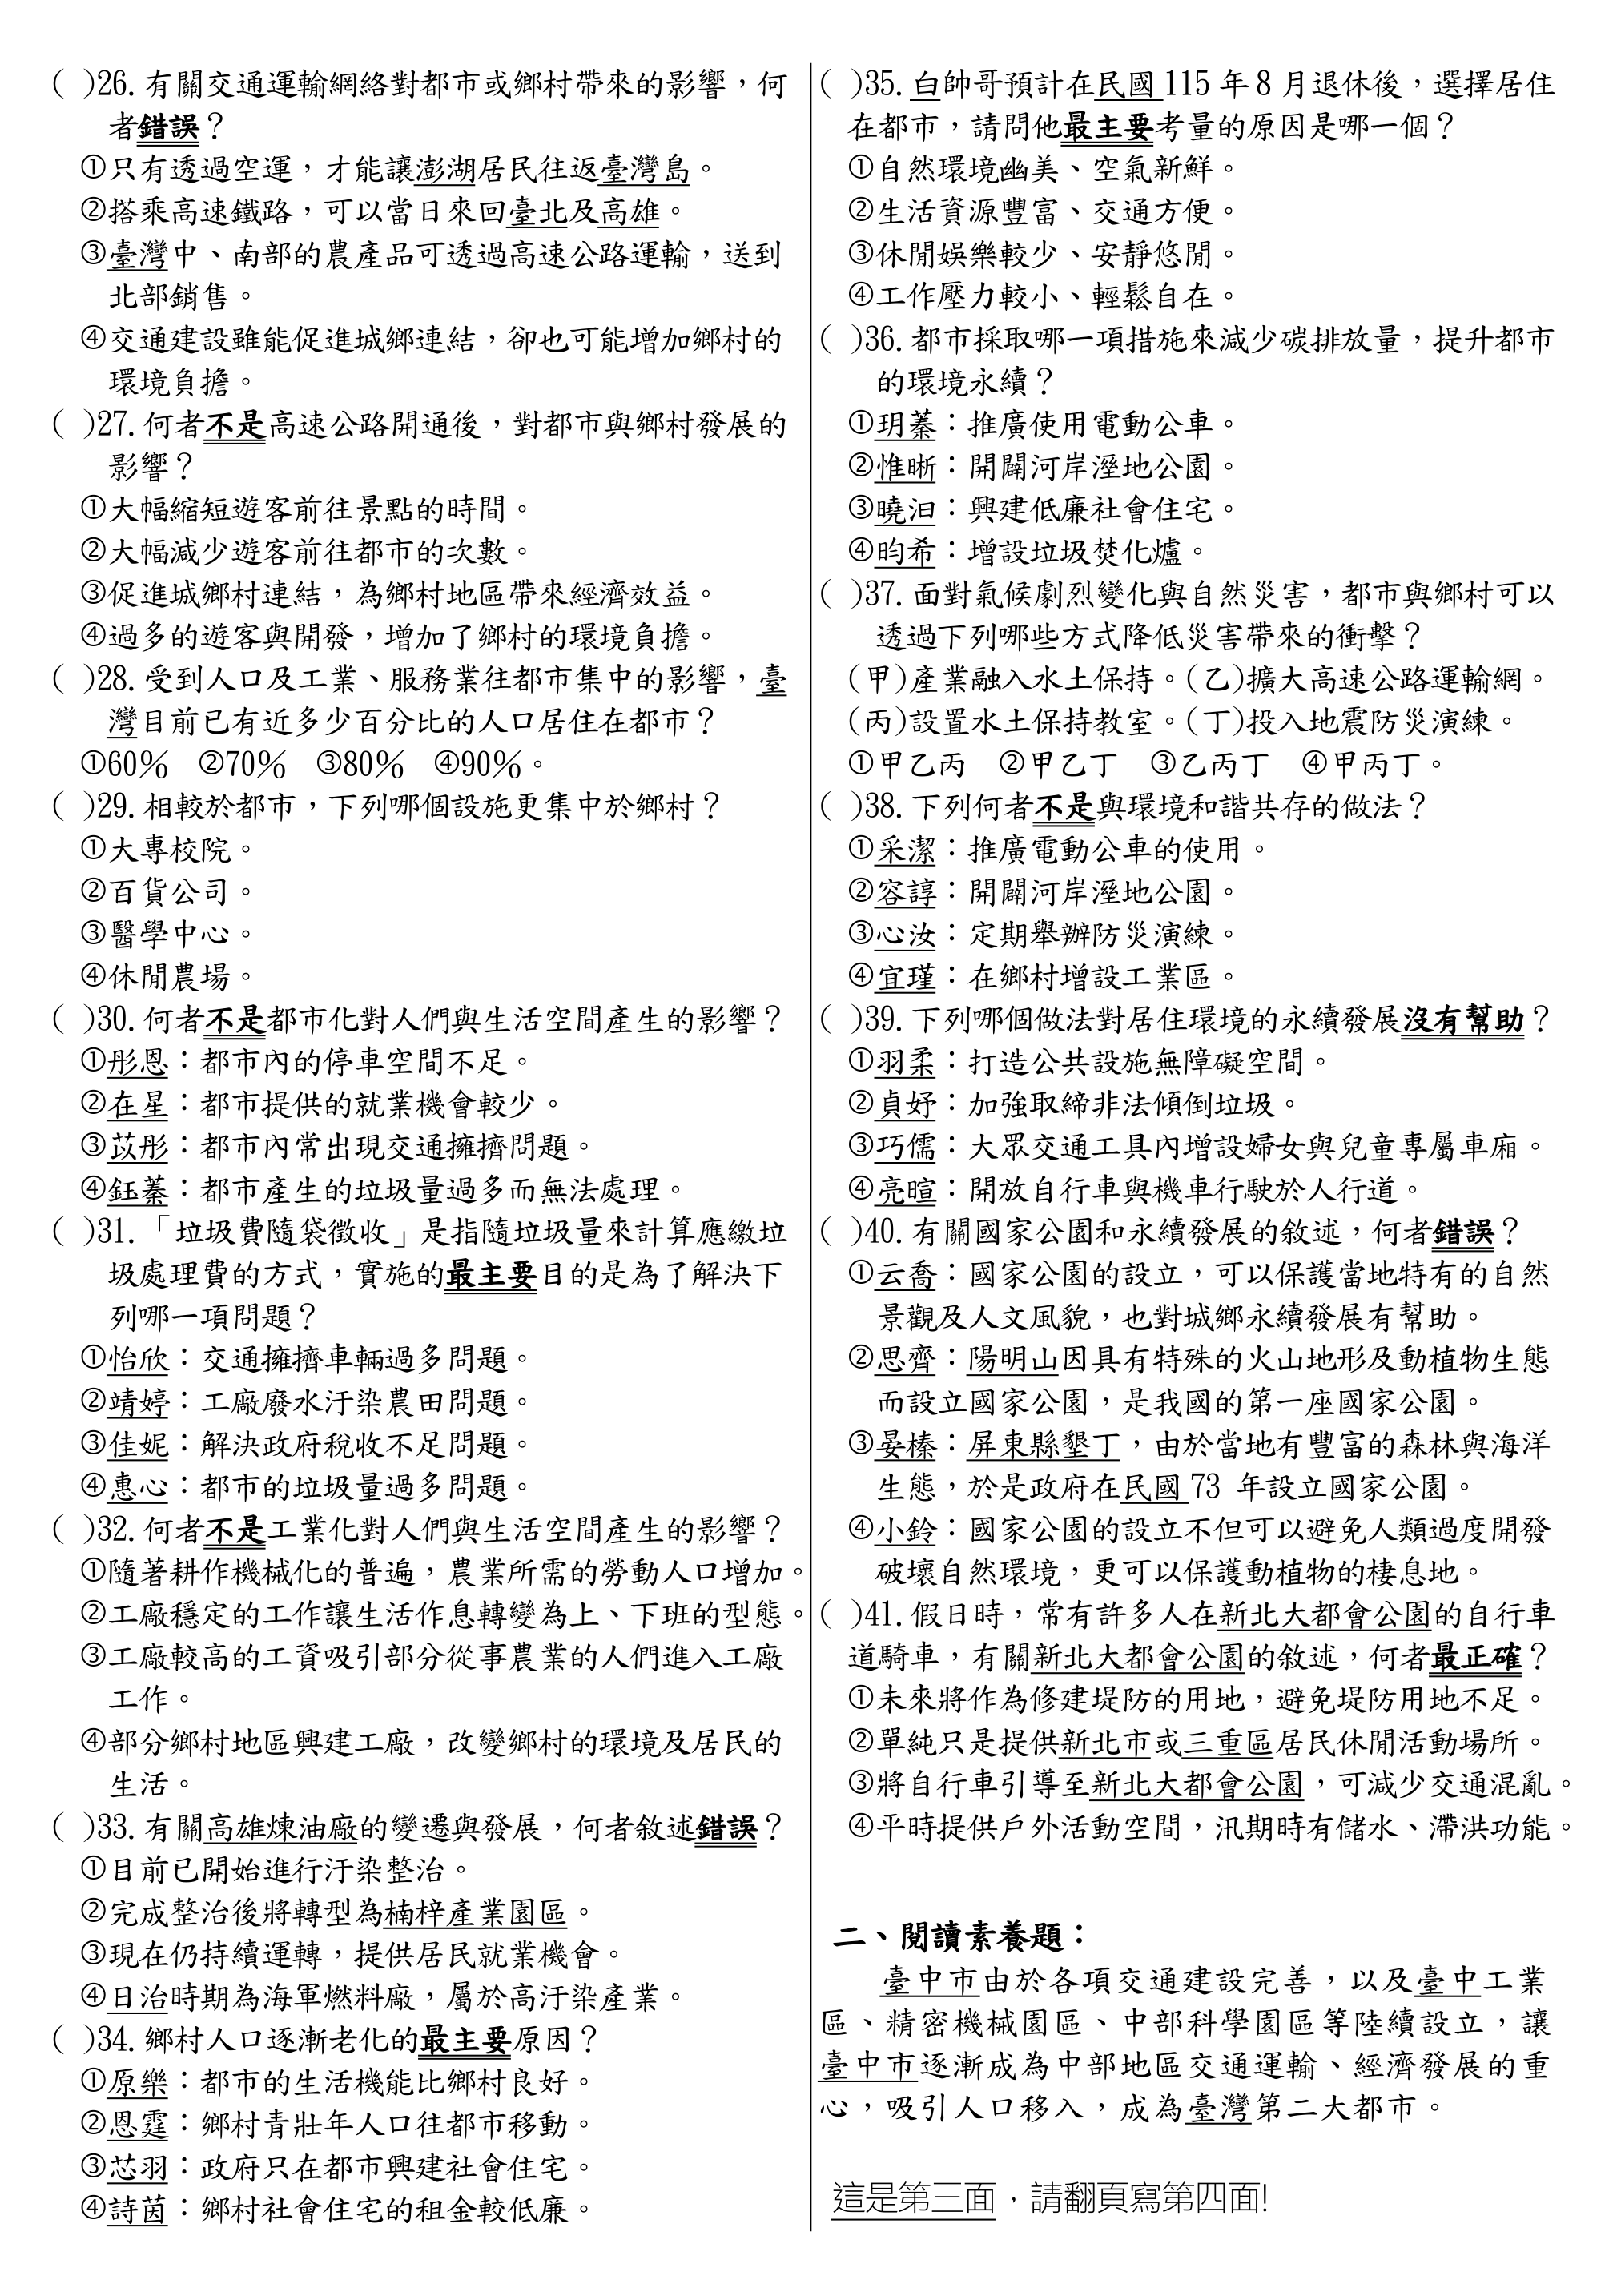 (  )26.有關交通運輸網絡對都市或鄉村帶來的影響，何
者錯誤？
①只有透過空運，才能讓澎湖居民往返臺灣島。
②搭乘高速鐵路，可以當日來回臺北及高雄。
③臺灣中、南部的農產品可透過高速公路運輸，送到
北部銷售。
④交通建設雖能促進城鄉連結，卻也可能增加鄉村的
環境負擔。
(  )27.何者不是高速公路開通後，對都市與鄉村發展的
影響？
①大幅縮短遊客前往景點的時間。
②大幅減少遊客前往都市的次數。
③促進城鄉村連結，為鄉村地區帶來經濟效益。
④過多的遊客與開發，增加了鄉村的環境負擔。
(  )28.受到人口及工業、服務業往都市集中的影響，臺
灣目前已有近多少百分比的人口居住在都市？
①60％ ②70％ ③80％ ④90％。
(  )29.相較於都市，下列哪個設施更集中於鄉村？
①大專校院。
②百貨公司。
③醫學中心。
④休閒農場。
(  )30.何者不是都市化對人們與生活空間產生的影響？
①彤恩：都市內的停車空間不足。
②在星：都市提供的就業機會較少。
③苡彤：都市內常出現交通擁擠問題。
④鈺蓁：都市產生的垃圾量過多而無法處理。
(  )31.「垃圾費隨袋徵收」是指隨垃圾量來計算應繳垃
圾處理費的方式，實施的最主要目的是為了解決下
列哪一項問題？
①怡欣：交通擁擠車輛過多問題。
②靖婷：工廠廢水汙染農田問題。
③佳妮：解決政府稅收不足問題。
④惠心：都市的垃圾量過多問題。
(  )32.何者不是工業化對人們與生活空間產生的影響？
①隨著耕作機械化的普遍，農業所需的勞動人口增加。
②工廠穩定的工作讓生活作息轉變為上、下班的型態。
③工廠較高的工資吸引部分從事農業的人們進入工廠
工作。
④部分鄉村地區興建工廠，改變鄉村的環境及居民的
生活。
(  )33.有關高雄煉油廠的變遷與發展，何者敘述錯誤？
①目前已開始進行汙染整治。
②完成整治後將轉型為楠梓產業園區。
③現在仍持續運轉，提供居民就業機會。
④日治時期為海軍燃料廠，屬於高汙染產業。
(  )34.鄉村人口逐漸老化的最主要原因？
①原樂：都市的生活機能比鄉村良好。
②恩霆：鄉村青壯年人口往都市移動。
③芯羽：政府只在都市興建社會住宅。
④詩茵：鄉村社會住宅的租金較低廉。
(  )35.白帥哥預計在民國115年8月退休後，選擇居住
在都市，請問他最主要考量的原因是哪一個？
①自然環境幽美、空氣新鮮。
②生活資源豐富、交通方便。
③休閒娛樂較少、安靜悠閒。
④工作壓力較小、輕鬆自在。
(  )36.都市採取哪一項措施來減少碳排放量，提升都市
的環境永續？
①玥蓁：推廣使用電動公車。
②惟晰：開闢河岸溼地公園。
③曉汩：興建低廉社會住宅。
④昀希：增設垃圾焚化爐。
(  )37.面對氣候劇烈變化與自然災害，都市與鄉村可以
透過下列哪些方式降低災害帶來的衝擊？
(甲)產業融入水土保持。(乙)擴大高速公路運輸網。
(丙)設置水土保持教室。(丁)投入地震防災演練。
①甲乙丙 ②甲乙丁 ③乙丙丁 ④甲丙丁。
(  )38.下列何者不是與環境和諧共存的做法？
①采潔：推廣電動公車的使用。
②容諄：開闢河岸溼地公園。
③心汝：定期舉辦防災演練。
④宜瑾：在鄉村增設工業區。
(  )39.下列哪個做法對居住環境的永續發展沒有幫助？
①羽柔：打造公共設施無障礙空間。
②貞妤：加強取締非法傾倒垃圾。
③巧儒：大眾交通工具內增設婦女與兒童專屬車廂。
④亮暄：開放自行車與機車行駛於人行道。
(  )40.有關國家公園和永續發展的敘述，何者錯誤？
①云喬：國家公園的設立，可以保護當地特有的自然
景觀及人文風貌，也對城鄉永續發展有幫助。
②思齊：陽明山因具有特殊的火山地形及動植物生態
而設立國家公園，是我國的第一座國家公園。
③晏榛：屏東縣墾丁，由於當地有豐富的森林與海洋
生態，於是政府在民國73 年設立國家公園。
④小鈴：國家公園的設立不但可以避免人類過度開發
破壞自然環境，更可以保護動植物的棲息地。
(  )41.假日時，常有許多人在新北大都會公園的自行車
道騎車，有關新北大都會公園的敘述，何者最正確？
①未來將作為修建堤防的用地，避免堤防用地不足。
②單純只是提供新北市或三重區居民休閒活動場所。
③將自行車引導至新北大都會公園，可減少交通混亂。
④平時提供戶外活動空間，汛期時有儲水、滯洪功能。
二、閱讀素養題：
臺中市由於各項交通建設完善，以及臺中工業
區、精密機械園區、中部科學園區等陸續設立，讓
臺中市逐漸成為中部地區交通運輸、經濟發展的重
心，吸引人口移入，成為臺灣第二大都市。
這是第三面，請翻頁寫第四面!